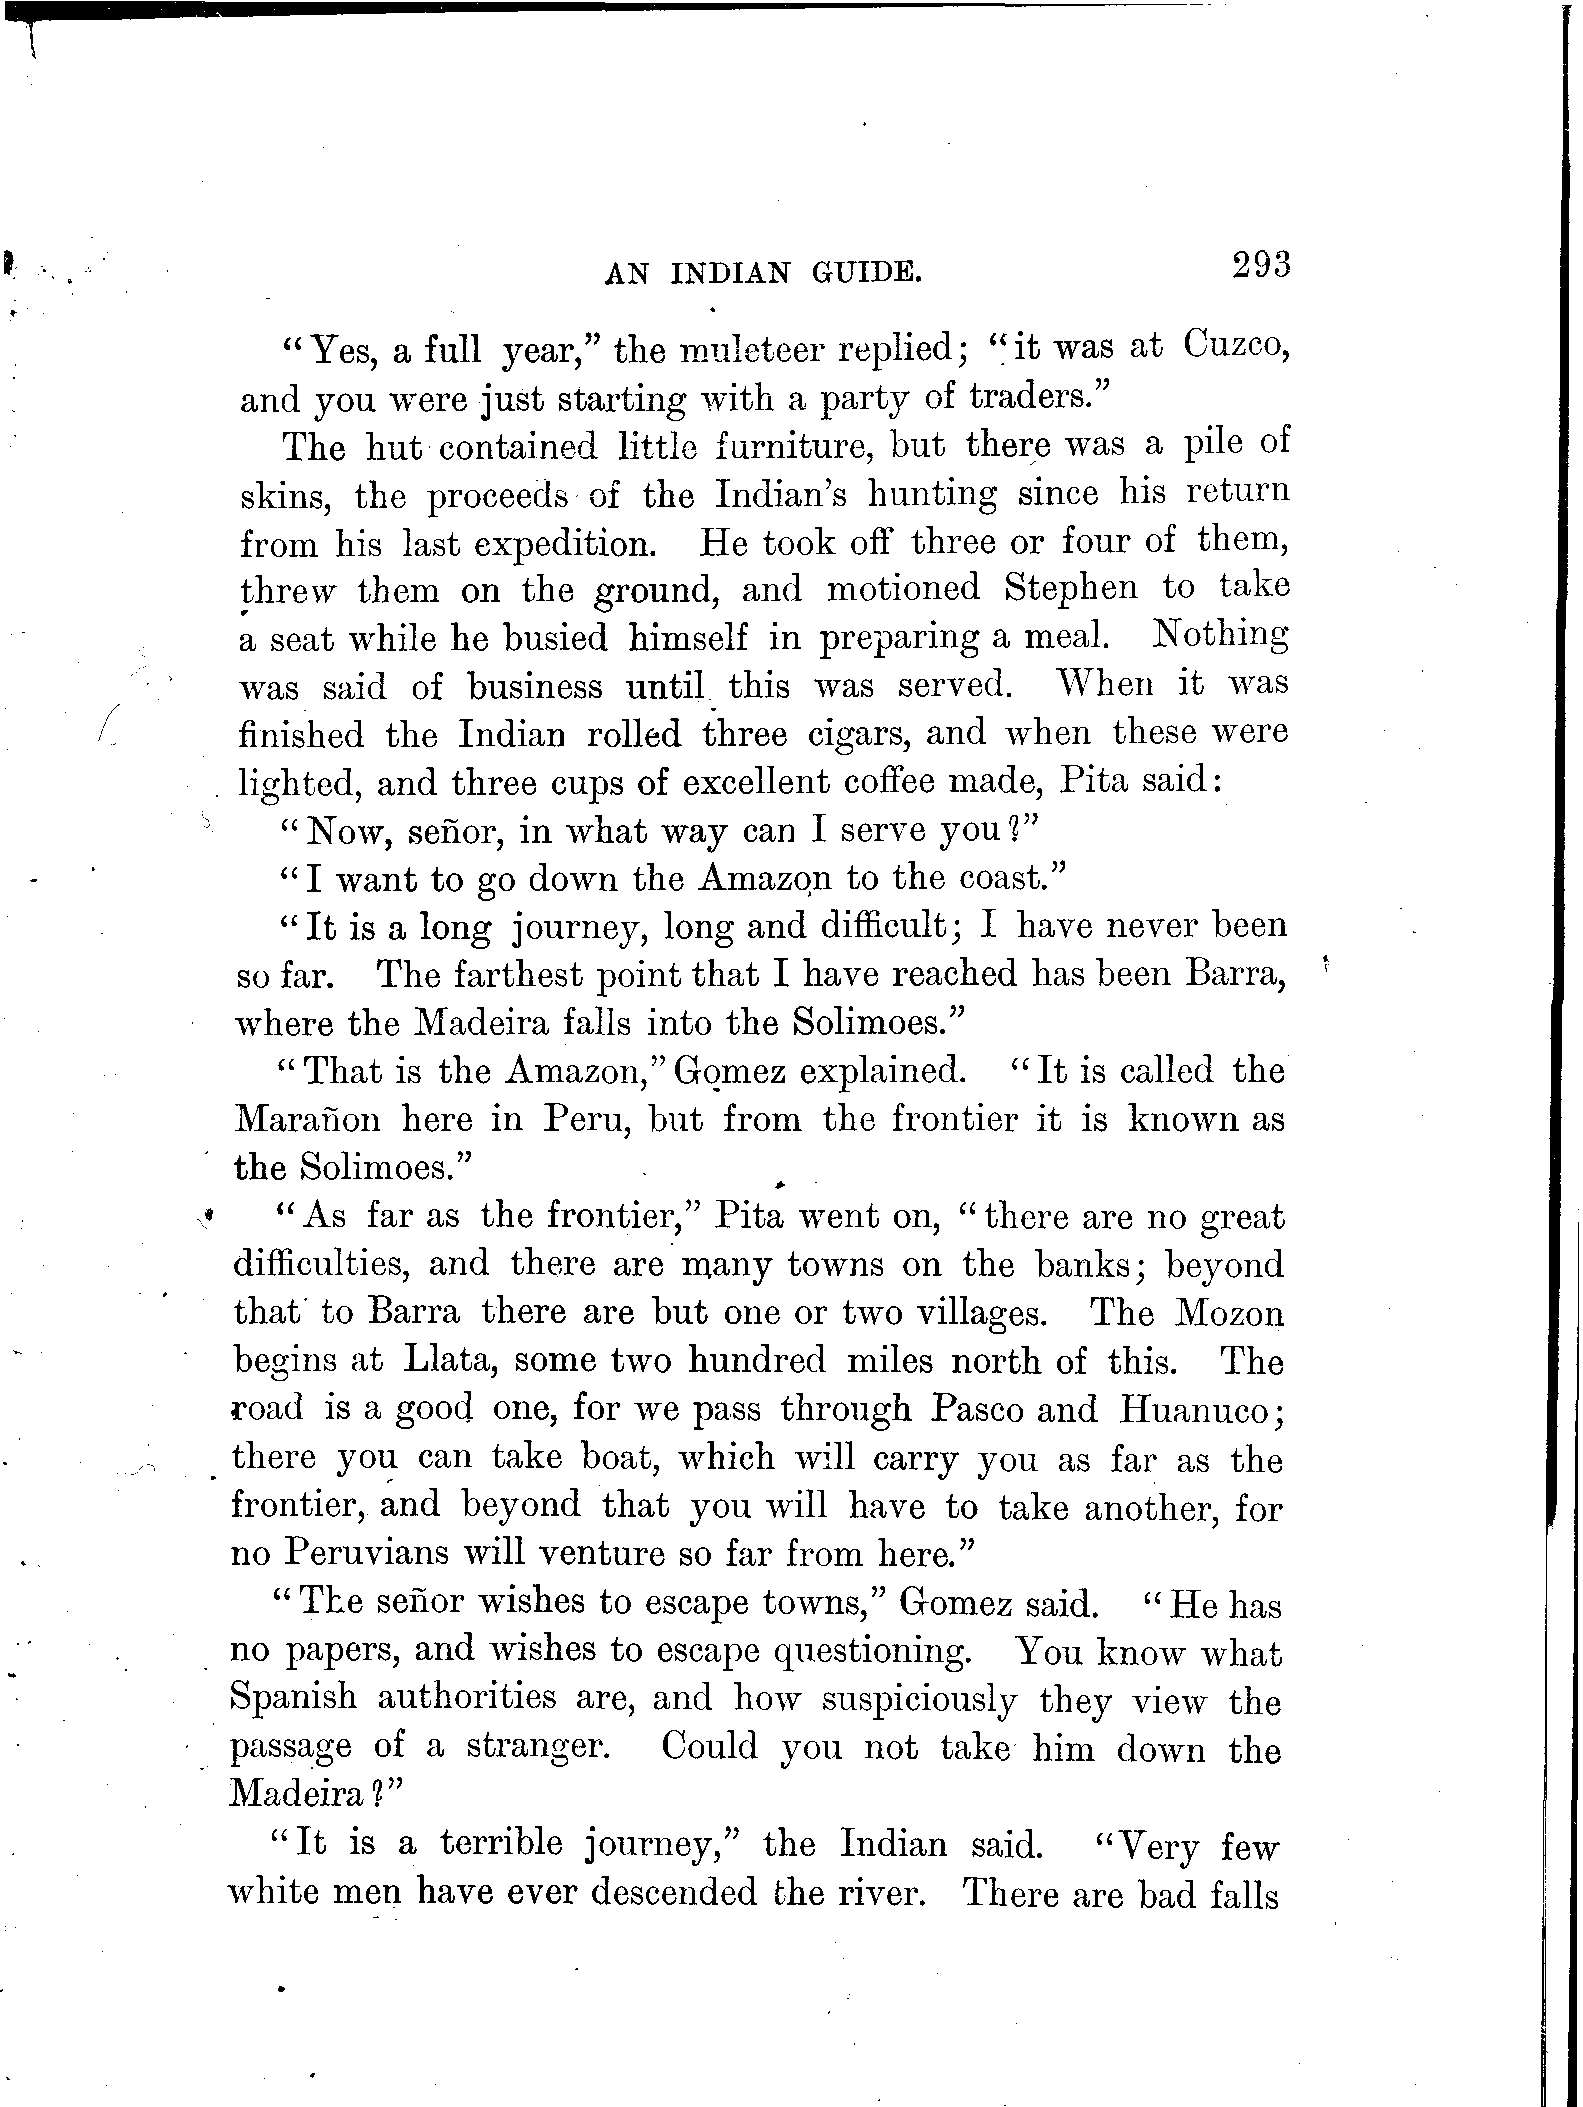 AN INDIAN GUIDE. 293
"Yes, a full year," the muleteer replied; "it was at Cuzco,
and you were just starting with a party of traders."
The hut contained little furniture, but there was a pile of
skins, the proceeds of the Indian's hunting since his return
from his last expedition. He took off three or four of them,
threw them on the ground, and motioned Stephen to take
a seat while he busied himself in preparing a meal. Nothing
was said of business until this was served. When it was
finished the Indian rolled three cigars, and when these were
lighted, and three cups of excellent coffee made, Pita said:
"Now, señor, in what way can I serve you?"
"I want to go down the Amazon to the coast."
"It is a long journey, long and difficult; I have never been
so far. The farthest point that I have reached has been Barra,
where the Madeira falls into the Solimoes."
"That is the Amazon," Gomez explained. "It is called the
Marañon here in Peru, but from the frontier it is known as
the Solimoes."
"As far as the frontier," Pita went on, "there are no great
difficulties, and there are many towns on the banks; beyond
that to Barra there are but one or two villages. The Mozon
begins at Llata, some two hundred miles north of this. The
road is a good one, for we pass through Pasco and Huanuco;
there you can take boat, which will carry you as far as the
frontier, and beyond that you will have to take another, for
no Peruvians will venture so far from here."
"The señor wishes to escape towns," Gomez said. "He has
no papers, and wishes to escape questioning. You know what
Spanish authorities are, and how suspiciously they view the
passage of a stranger. Could you not take him down the
Madeira?"
"It is a terrible journey," the Indian said. "Very few
white men have ever descended the river. There are bad falls